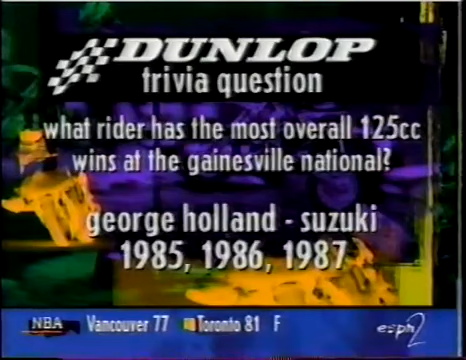 DUNLOP
trivia question
what rider has the most overall 125cc
wins at the gainesville national?
george holland - suzuki
1985, 1986, 1987
NBA Vancouver 77 Toronto 81 F espn2